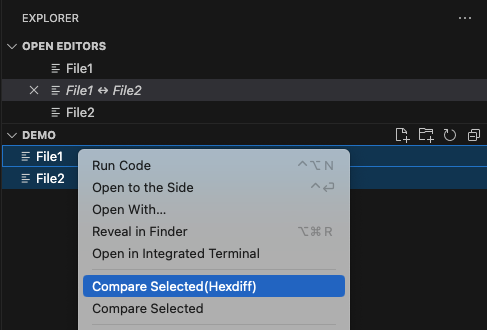 EXPLORER
OPEN EDITORS
File1
File1 ↔ File2
File2
DEMO
File1
File2
Run Code ^⌥N
Open to the Side ^⏎
Open With...
Reveal in Finder ⌥⌘R
Open in Integrated Terminal
Compare Selected(Hexdiff)
Compare Selected